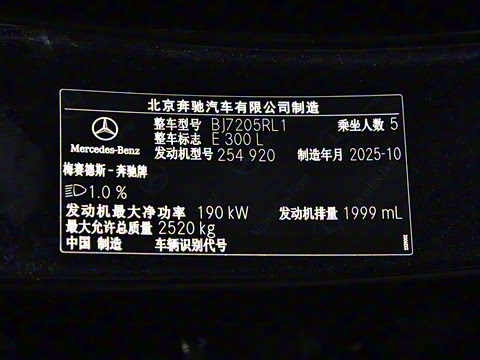 北京奔驰汽车有限公司制造
整车型号 BJ7205RL1 乘坐人数 5
整车标志 E 300 L
Mercedes-Benz 发动机型号 254 920 制造年月 2025-10
梅赛德斯-奔驰牌
1.0 %
发动机最大净功率 190 kW 发动机排量 1999 mL
最大允许总质量 2520 kg
中国 制造 车辆识别代号